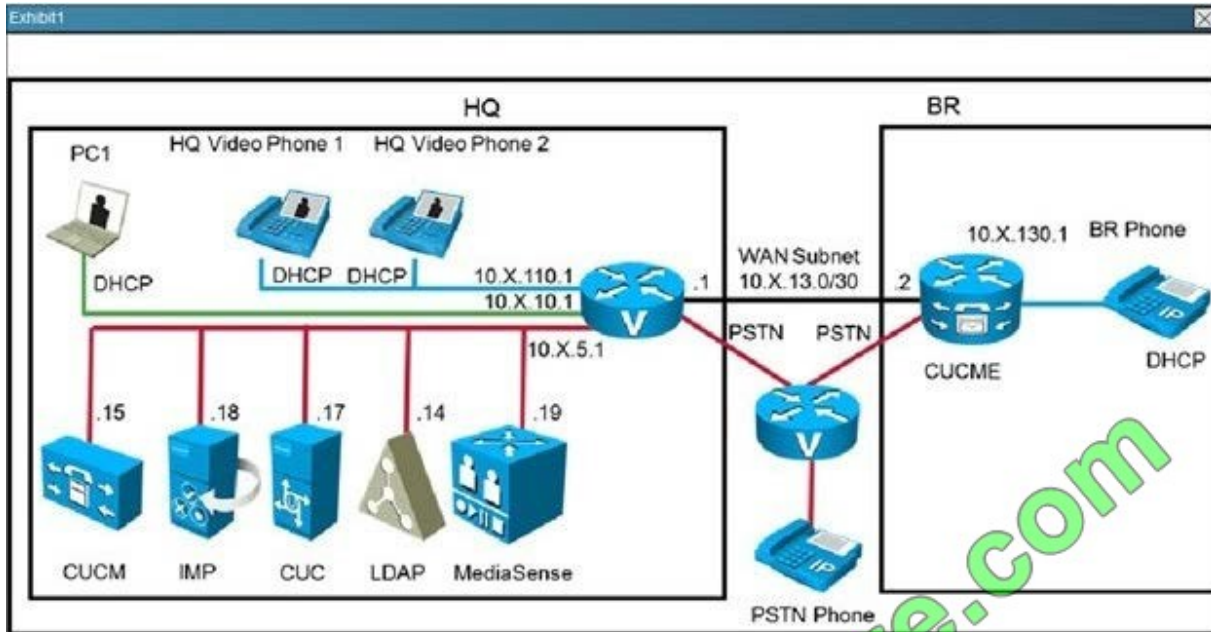 Exhibit1
HQ
BR
PC1
HQ Video Phone 1
HQ Video Phone 2
DHCP
DHCP
DHCP
10.X.110.1
10.X.10.1
10.X.5.1
.1
WAN Subnet
10.X.13.0/30
.2
10.X.130.1
BR Phone
V
IP
DHCP
PSTN
PSTN
CUCME
.15
.18
.17
.14
.19
V
IP
CUCM
IMP
CUC
LDAP
MediaSense
PSTN Phone